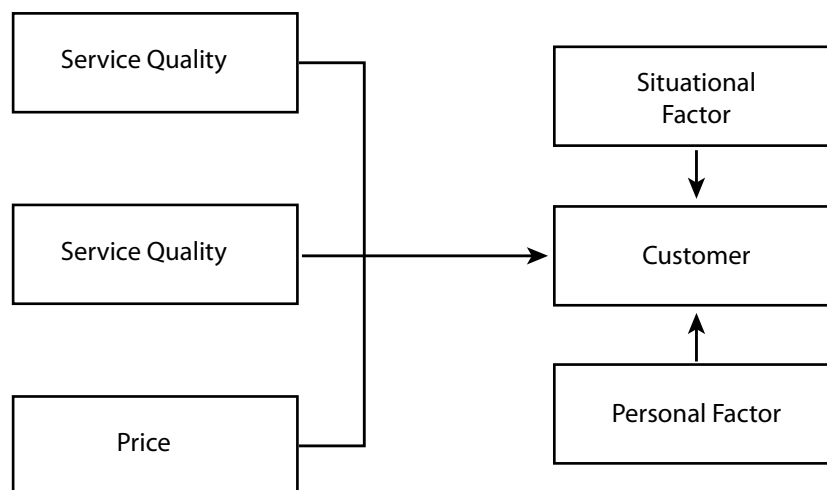 Service Quality
Service Quality
Price
Situational
Factor
Customer
Personal Factor